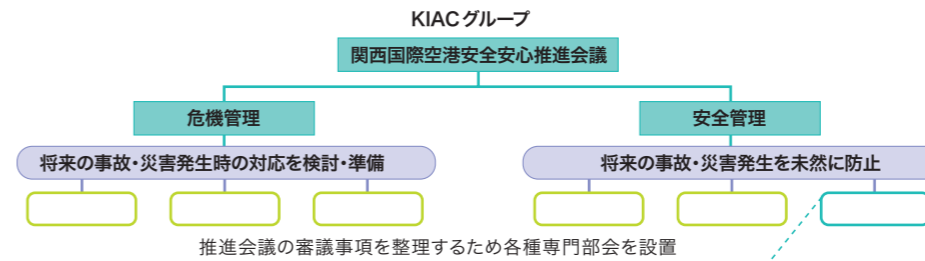 KIACグループ
関西国際空港安全安心推進会議
危機管理
安全管理
将来の事故・災害発生時の対応を検討・準備
将来の事故・災害発生を未然に防止
推進会議の審議事項を整理するため各種専門部会を設置